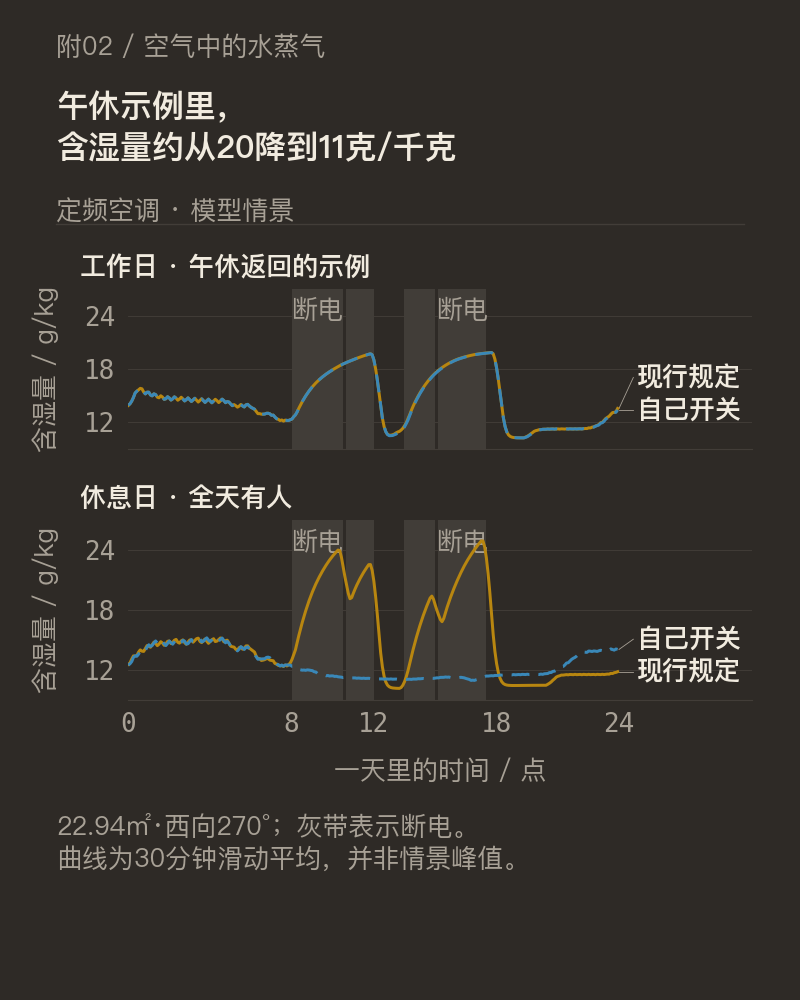 附02 / 空气中的水蒸气
午休示例里，
含湿量约从20降到11克/千克
定频空调 · 模型情景
工作日 · 午休返回的示例
含湿量 / g/kg
24
18
12
断电
断电
现行规定
自己开关
休息日 · 全天有人
含湿量 / g/kg
24
18
12
断电
断电
自己开关
现行规定
0 8 12 18 24
一天里的时间 / 点
22.94㎡·西向270°；灰带表示断电。
曲线为30分钟滑动平均，并非情景峰值。